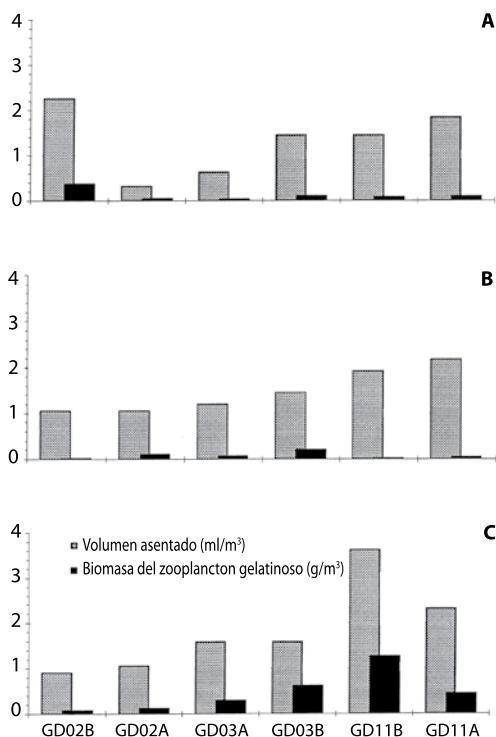 A
4
3
2
1
0
B
4
3
2
1
0
C
4
3
2
1
0
Volumen asentado (ml/m³)
Biomasa del zooplancton gelatinoso (g/m³)
GD02B GD02A GD03A GD03B GD11B GD11A